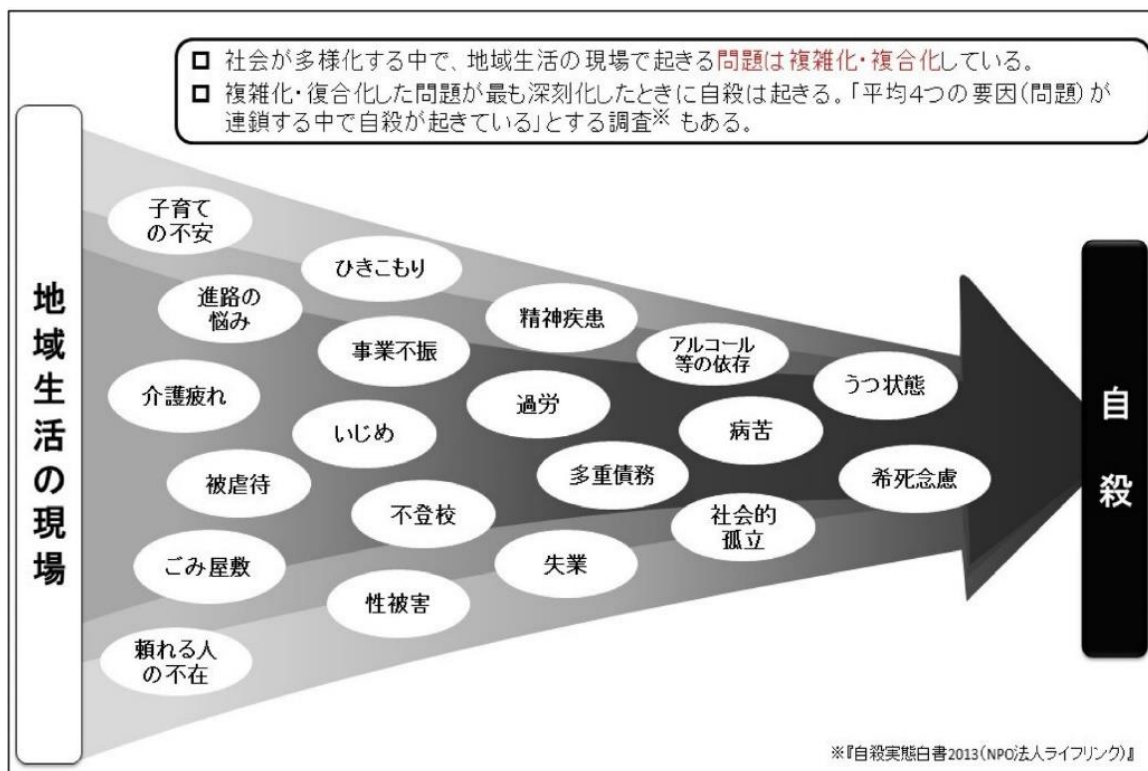 □ 社会が多様化する中で、地域生活の現場で起きる問題は複雑化・複合化している。
□ 複雑化・復合化した問題が最も深刻化したときに自殺は起きる。「平均4つの要因(問題)が
連鎖する中で自殺が起きている」とする調査※ もある。
地域生活の現場
子育て
の不安
進路の
悩み
介護疲れ
被虐待
ごみ屋敷
頼れる人
の不在
ひきこもり
事業不振
いじめ
不登校
性被害
精神疾患
過労
多重債務
失業
アルコール
等の依存
病苦
社会的
孤立
うつ状態
希死念慮
自殺
※『自殺実態白書2013(NPO法人ライフリンク)』